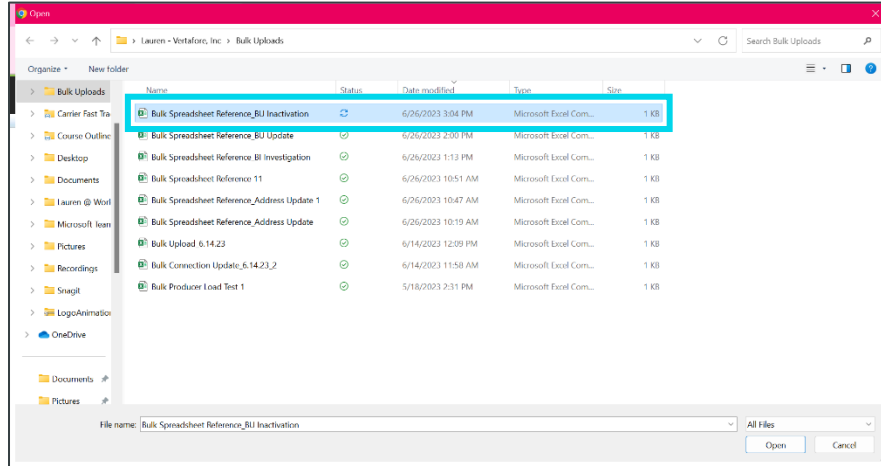 Open
Lauren - Vertafore, Inc > Bulk Uploads
Search Bulk Uploads
Organize
New folder
Name Status Date modified Type Size
Bulk Uploads
Carrier Fast Tra
Course Outline
Desktop
Documents
Lauren @ Worl
Microsoft Tean
Pictures
Recordings
Snagit
LogoAnimation
OneDrive
Documents
Pictures
Bulk Spreadsheet Reference_BU Inactivation 6/26/2023 3:04 PM Microsoft Excel Com... 1 KB
Bulk Spreadsheet Reference_BU Update 6/26/2023 2:00 PM Microsoft Excel Com... 1 KB
Bulk Spreadsheet Reference_BI Investigation 6/26/2023 1:13 PM Microsoft Excel Com... 1 KB
Bulk Spreadsheet Reference 11 6/26/2023 10:51 AM Microsoft Excel Com... 1 KB
Bulk Spreadsheet Reference_Address Update 1 6/26/2023 10:47 AM Microsoft Excel Com... 1 KB
Bulk Spreadsheet Reference_Address Update 6/26/2023 10:19 AM Microsoft Excel Com... 1 KB
Bulk Upload_6.14.23 6/14/2023 12:09 PM Microsoft Excel Com... 1 KB
Bulk Connection Update_6.14.23_2 6/14/2023 11:58 AM Microsoft Excel Com... 1 KB
Bulk Producer Load Test 1 5/18/2023 2:31 PM Microsoft Excel Com... 1 KB
File name: Bulk Spreadsheet Reference_BU Inactivation
All Files
Open
Cancel